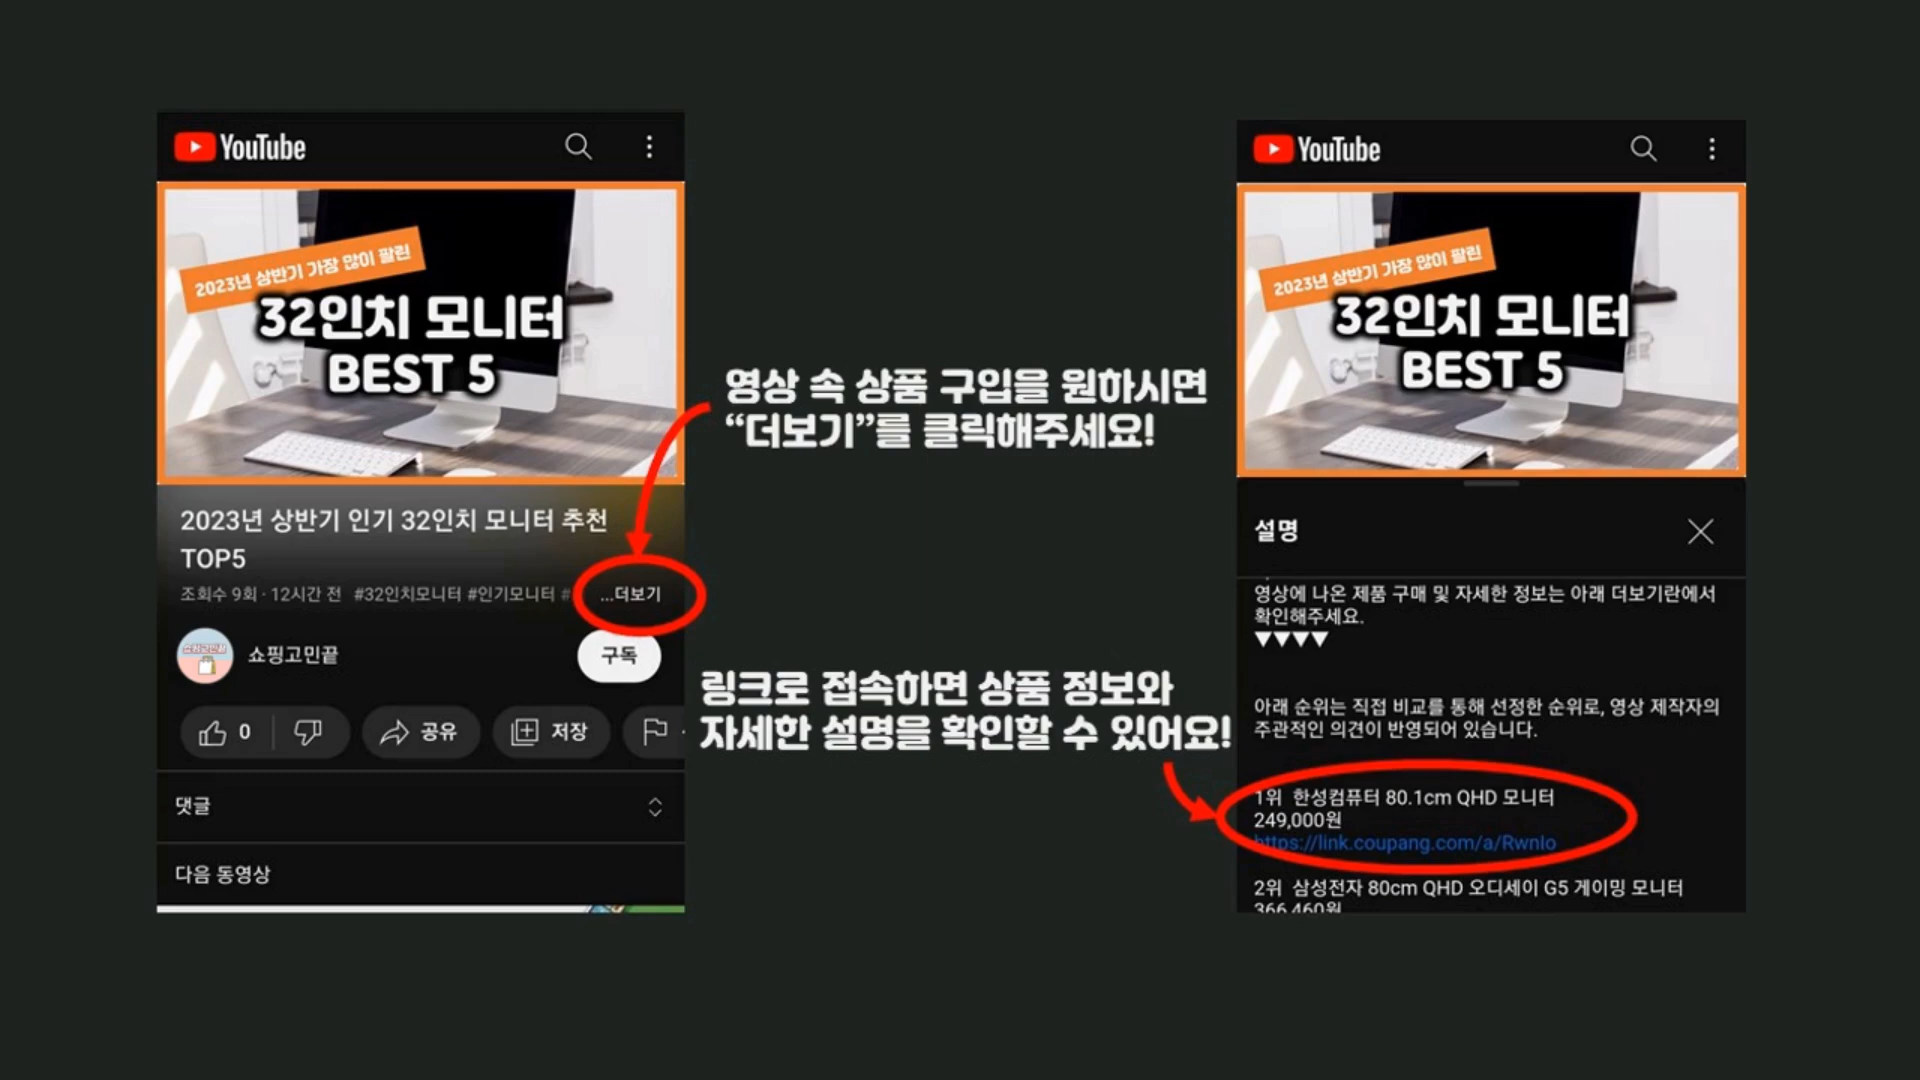 YouTube
2023년 상반기 가장 많이 팔린
32인치 모니터
BEST 5
2023년 상반기 인기 32인치 모니터 추천
TOP5
조회수 9회 · 12시간 전 #32인치모니터 #인기모니터 # ...더보기
쇼핑고민끝
쇼핑고민끝
구독
0
공유
저장
댓글
다음 동영상
영상 속 상품 구입을 원하시면
“더보기”를 클릭해주세요!
링크로 접속하면 상품 정보와
자세한 설명을 확인할 수 있어요!
YouTube
2023년 상반기 가장 많이 팔린
32인치 모니터
BEST 5
설명
영상에 나온 제품 구매 및 자세한 정보는 아래 더보기란에서
확인해주세요.
▼▼▼▼
아래 순위는 직접 비교를 통해 선정한 순위로, 영상 제작자의
주관적인 의견이 반영되어 있습니다.
1위 한성컴퓨터 80.1cm QHD 모니터
249,000원
https://link.coupang.com/a/Rwnlo
2위 삼성전자 80cm QHD 오디세이 G5 게이밍 모니터
366,460원